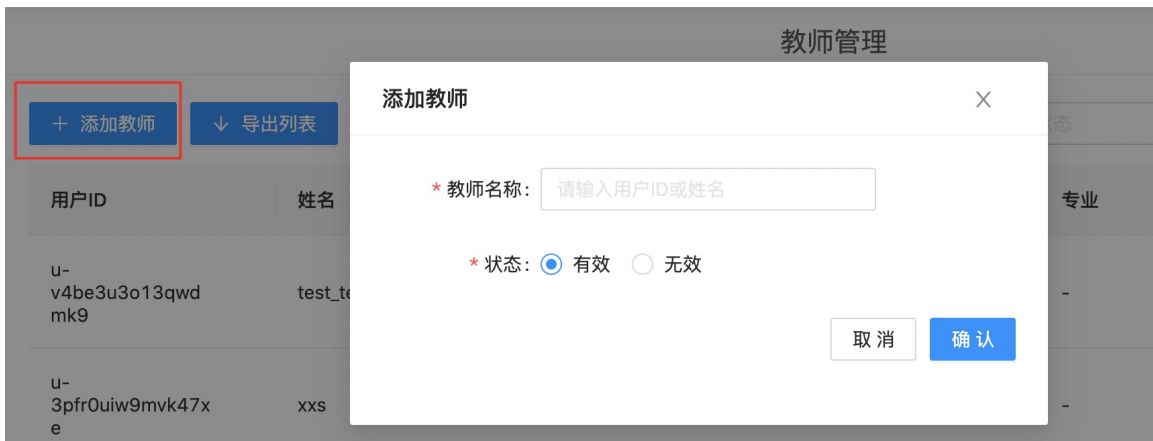 教师管理
添加教师
+ 添加教师
↓ 导出列表
状态
* 教师名称: 请输入用户ID或姓名
用户ID
姓名
专业
* 状态: 有效 无效
u-
v4be3u3o13qwd
mk9
test_te
-
取 消 确 认
u-
3pfr0uiw9mvk47x
e
xxs
-